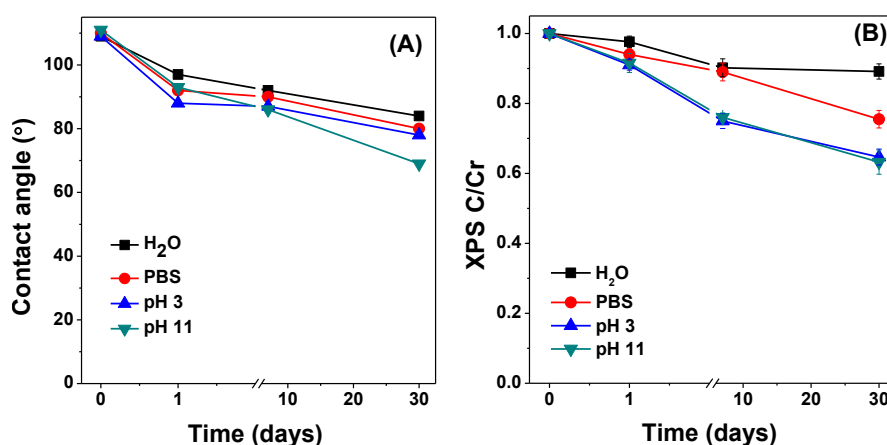 (A)
Contact angle (°)
100
80
60
40
20
0
H2O
PBS
pH 3
pH 11
0 1 10 20 30
Time (days)
(B)
XPS C/Cr
1.0
0.8
0.6
0.4
0.2
0.0
H2O
PBS
pH 3
pH 11
0 1 10 20 30
Time (days)